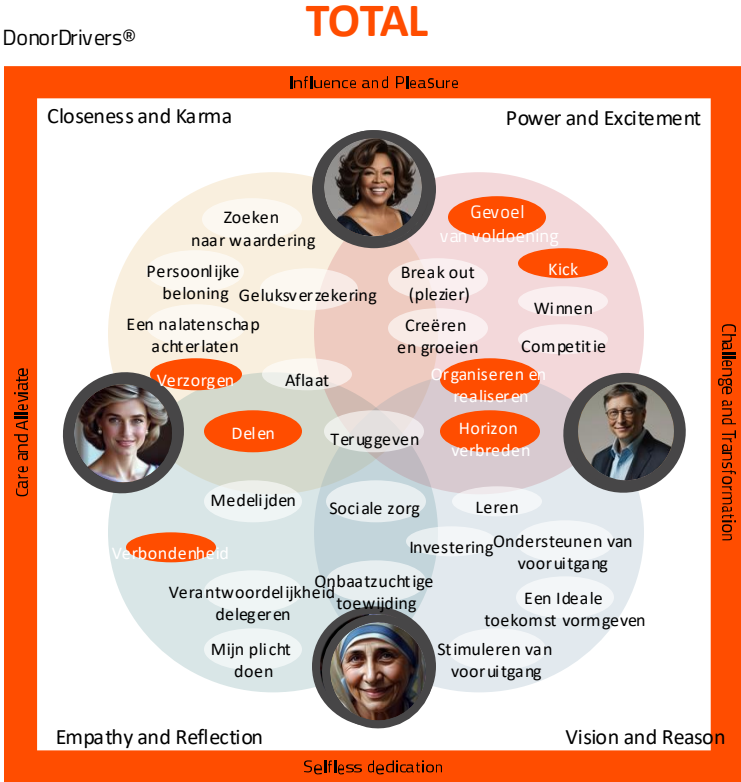 TOTAL
DonorDrivers®
Influence and Pleasure
Closeness and Karma
Power and Excitement
Zoeken
naar waardering
Gevoel
van voldoening
Persoonlijke
beloning
Geluksverzekering
Break out
(plezier)
Kick
Winnen
Een nalatenschap
achterlaten
Creëren
en groeien
Competitie
Verzorgen
Aflaat
Organiseren en
realiseren
Care and Alleviate
Challenge and Transformation
Delen
Teruggeven
Horizon
verbreden
Medelijden
Sociale zorg
Leren
Verbondenheid
Investering
Ondersteunen van
vooruitgang
Verantwoordelijkheid
delegeren
Onbaatzuchtige
toewijding
Een Ideale
toekomst vormgeven
Mijn plicht
doen
Stimuleren van
vooruitgang
Empathy and Reflection
Vision and Reason
Selfless dedication